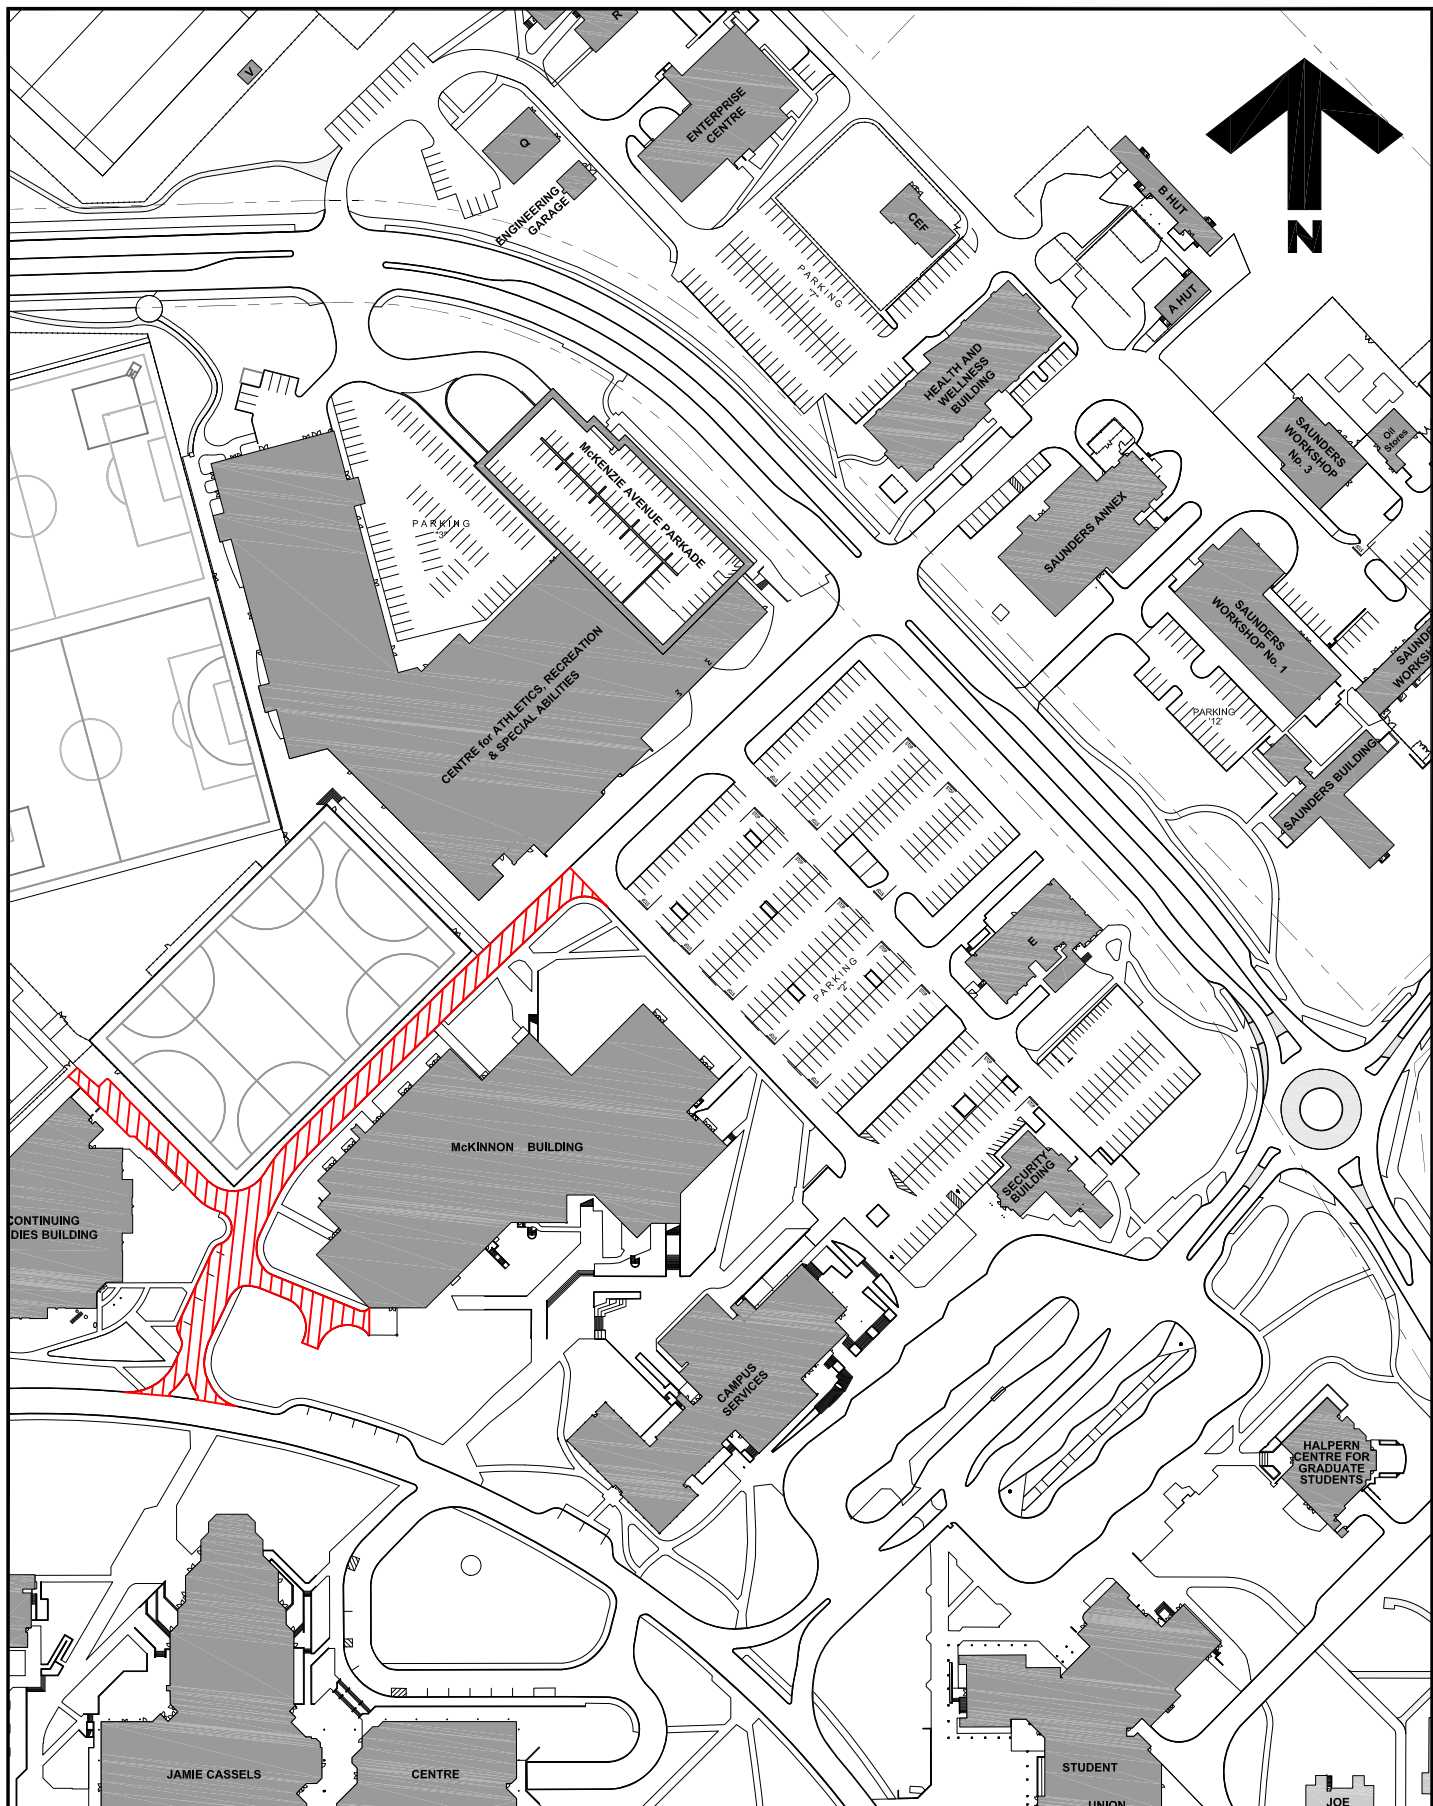 R
V
ENTERPRISE
CENTRE
Q
ENGINEERING
GARAGE
CEF
B HUT
A HUT
N
PARKING
"7"
HEALTH AND
WELLNESS
BUILDING
SAUNDERS
WORKSHOP
No. 3
Oil
Stores
McKENZIE AVENUE PARKADE
PARKING
"3"
SAUNDERS ANNEX
SAUNDERS
WORKSHOP No. 1
SAUNDE
WORKSH
CENTRE for ATHLETICS, RECREATION
& SPECIAL ABILITIES
PARKING
'12'
SAUNDERS BUILDING
E
PARKING
"2"
McKINNON BUILDING
SECURITY
BUILDING
CONTINUING
DIES BUILDING
CAMPUS
SERVICES
HALPERN
CENTRE FOR
GRADUATE
STUDENTS
JAMIE CASSELS
CENTRE
STUDENT
UNION
JOE